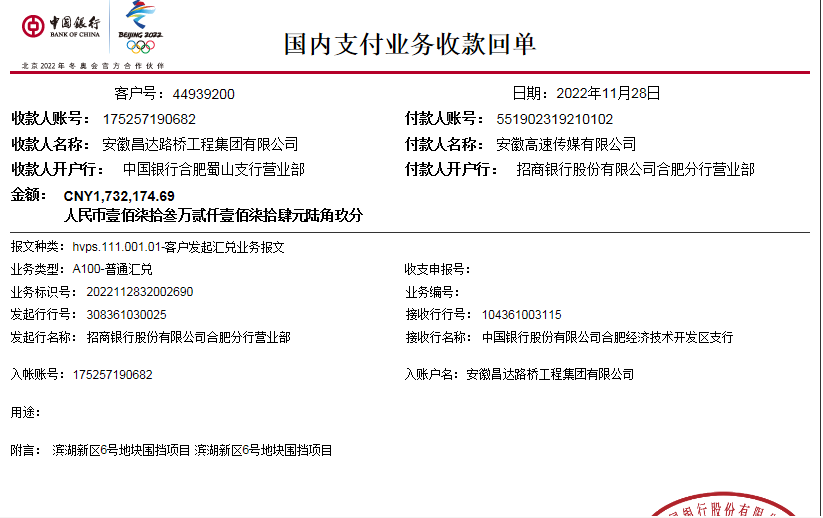 中国银行
BANK OF CHINA
BEIJING 2022
北京2022年冬奥会官方合作伙伴
国内支付业务收款回单
客户号：44939200 日期：2022年11月28日
收款人账号：175257190682 付款人账号：551902319210102
收款人名称：安徽昌达路桥工程集团有限公司 付款人名称：安徽高速传媒有限公司
收款人开户行：中国银行合肥蜀山支行营业部 付款人开户行：招商银行股份有限公司合肥分行营业部
金额：CNY1,732,174.69
人民币壹佰柒拾叁万贰仟壹佰柒拾肆元陆角玖分
报文种类：hvps.111.001.01-客户发起汇兑业务报文
业务类型：A100-普通汇兑 收支申报号：
业务标识号：2022112832002690 业务编号：
发起行行号：308361030025 接收行行号：104361003115
发起行名称：招商银行股份有限公司合肥分行营业部 接收行名称：中国银行股份有限公司合肥经济技术开发区支行
入帐账号：175257190682 入账户名：安徽昌达路桥工程集团有限公司
用途：
附言：滨湖新区6号地块围挡项目 滨湖新区6号地块围挡项目
银行股份有限